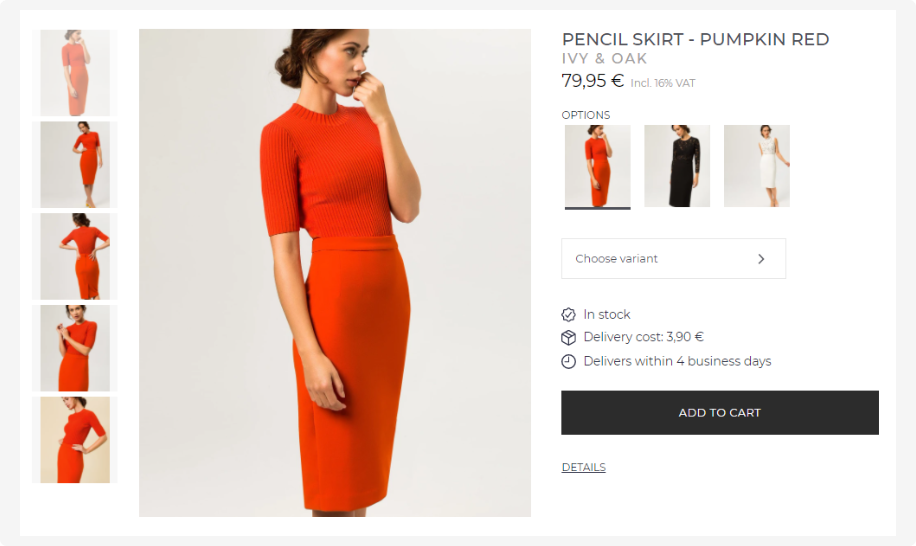 PENCIL SKIRT - PUMPKIN RED
IVY & OAK
79,95 € Incl. 16% VAT
OPTIONS
Choose variant
In stock
Delivery cost: 3,90 €
Delivers within 4 business days
ADD TO CART
DETAILS